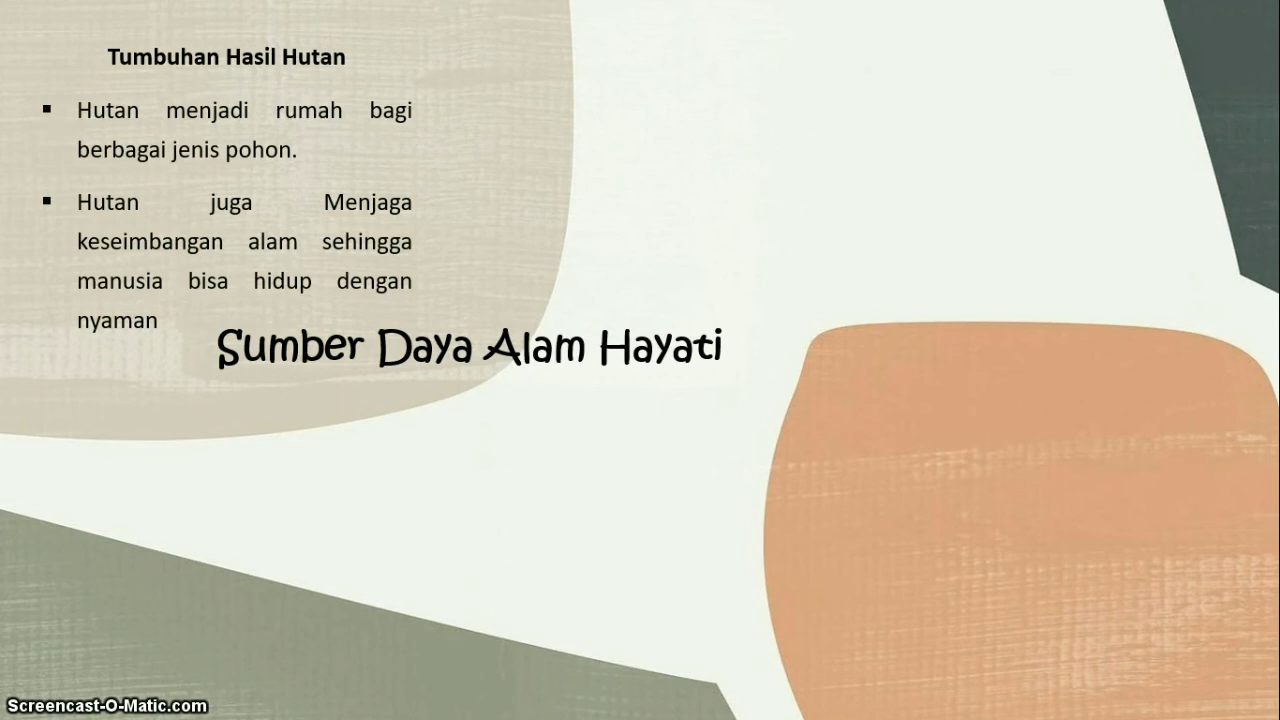 Tumbuhan Hasil Hutan
▪ Hutan menjadi rumah bagi
berbagai jenis pohon.
▪ Hutan juga Menjaga
keseimbangan alam sehingga
manusia bisa hidup dengan
nyaman
Sumber Daya Alam Hayati
Screencast-O-Matic.com